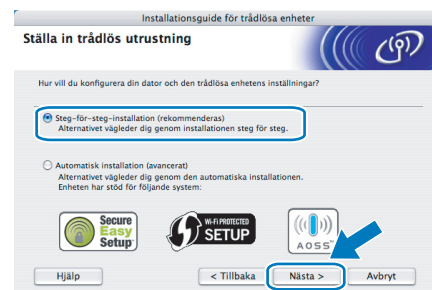 Installationsguide för trådlösa enheter
Ställa in trådlös utrustning
Hur vill du konfigurera din dator och den trådlösa enhetens inställningar?
Steg-för-steg-installation (rekommenderas)
Alternativet vägleder dig genom installationen steg för steg.
Automatisk installation (avancerat)
Alternativet vägleder dig genom den automatiska installationen.
Enheten har stöd för följande system:
Secure
Easy
Setup
Wi-Fi PROTECTED
SETUP
AOSS™
Hjälp
< Tillbaka
Nästa >
Avbryt